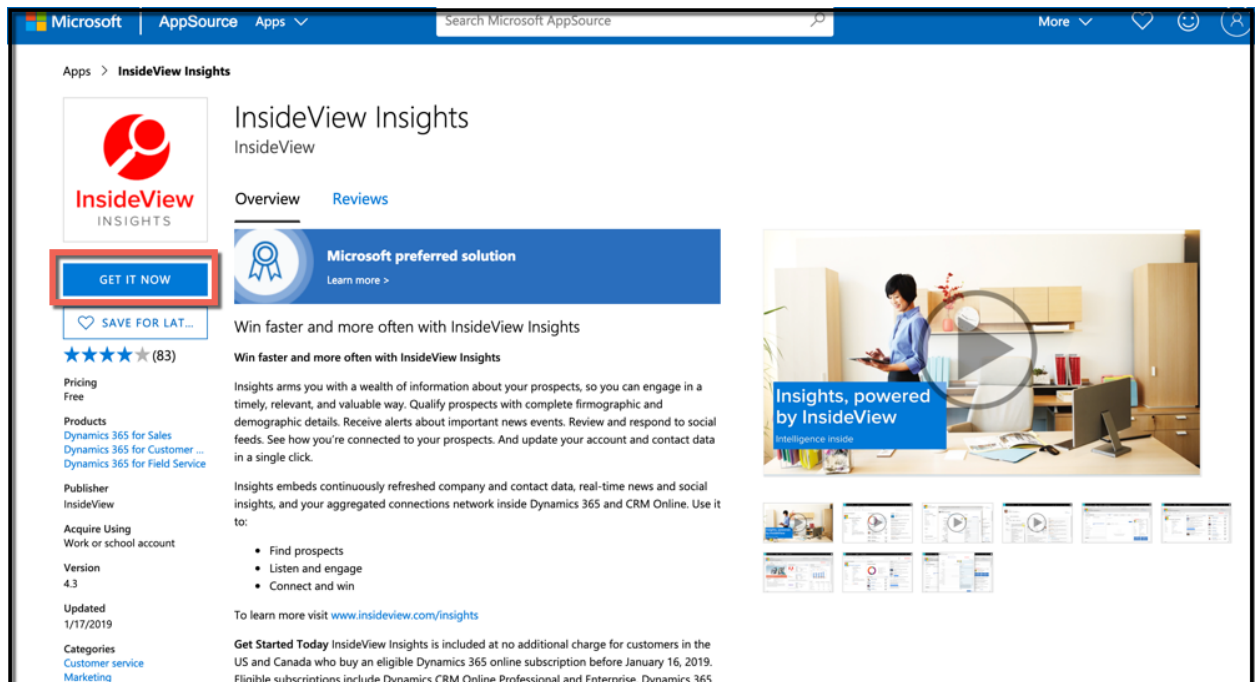 Microsoft AppSource Apps Search Microsoft AppSource More
Apps > InsideView Insights
InsideView
INSIGHTS
GET IT NOW
SAVE FOR LAT...
(83)
Pricing
Free
Products
Dynamics 365 for Sales
Dynamics 365 for Customer ...
Dynamics 365 for Field Service
Publisher
InsideView
Acquire Using
Work or school account
Version
4.3
Updated
1/17/2019
Categories
Customer service
Marketing
InsideView Insights
InsideView
Overview Reviews
Microsoft preferred solution
Learn more >
Win faster and more often with InsideView Insights
Win faster and more often with InsideView Insights
Insights arms you with a wealth of information about your prospects, so you can engage in a
timely, relevant, and valuable way. Qualify prospects with complete firmographic and
demographic details. Receive alerts about important news events. Review and respond to social
feeds. See how you're connected to your prospects. And update your account and contact data
in a single click.
Insights embeds continuously refreshed company and contact data, real-time news and social
insights, and your aggregated connections network inside Dynamics 365 and CRM Online. Use it
to:
• Find prospects
• Listen and engage
• Connect and win
To learn more visit www.insideview.com/insights
Get Started Today InsideView Insights is included at no additional charge for customers in the
US and Canada who buy an eligible Dynamics 365 online subscription before January 16, 2019.
Eligible subscriptions include Dynamics CRM Online Professional and Enterprise, Dynamics 365
Insights, powered
by InsideView
Intelligence inside